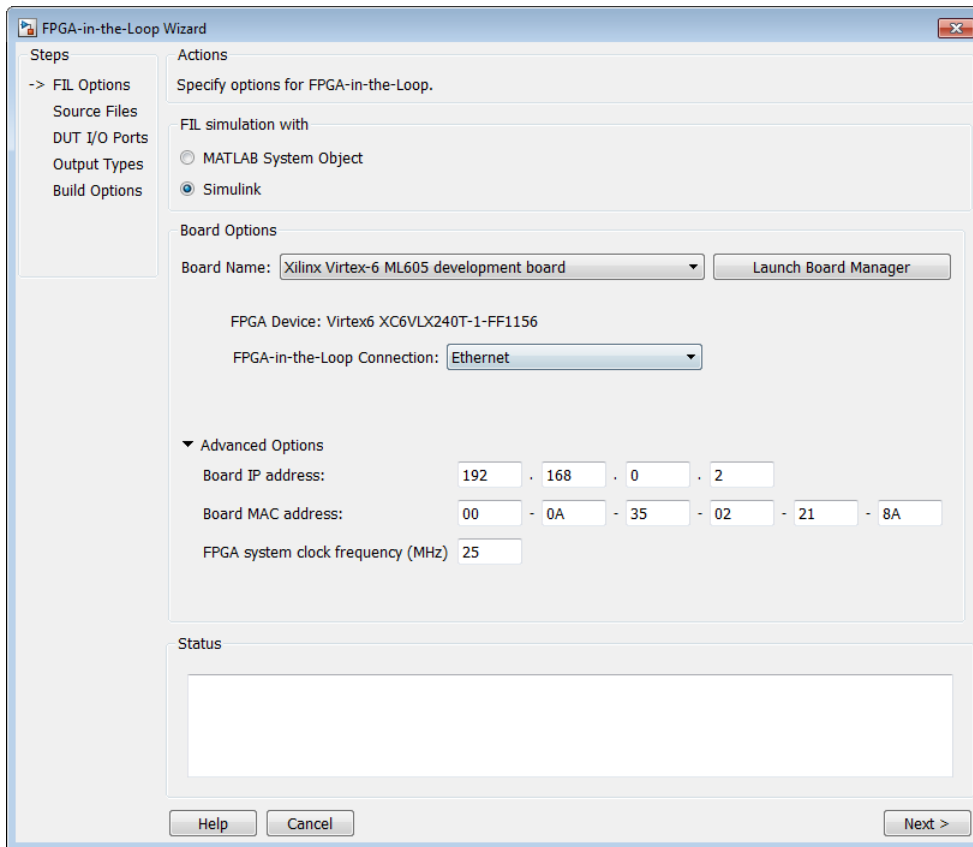 FPGA-in-the-Loop Wizard
Steps
-> FIL Options
Source Files
DUT I/O Ports
Output Types
Build Options
Actions
Specify options for FPGA-in-the-Loop.
FIL simulation with
MATLAB System Object
Simulink
Board Options
Board Name: Xilinx Virtex-6 ML605 development board Launch Board Manager
FPGA Device: Virtex6 XC6VLX240T-1-FF1156
FPGA-in-the-Loop Connection: Ethernet
Advanced Options
Board IP address: 192 . 168 . 0 . 2
Board MAC address: 00 - 0A - 35 - 02 - 21 - 8A
FPGA system clock frequency (MHz) 25
Status
Help Cancel Next >